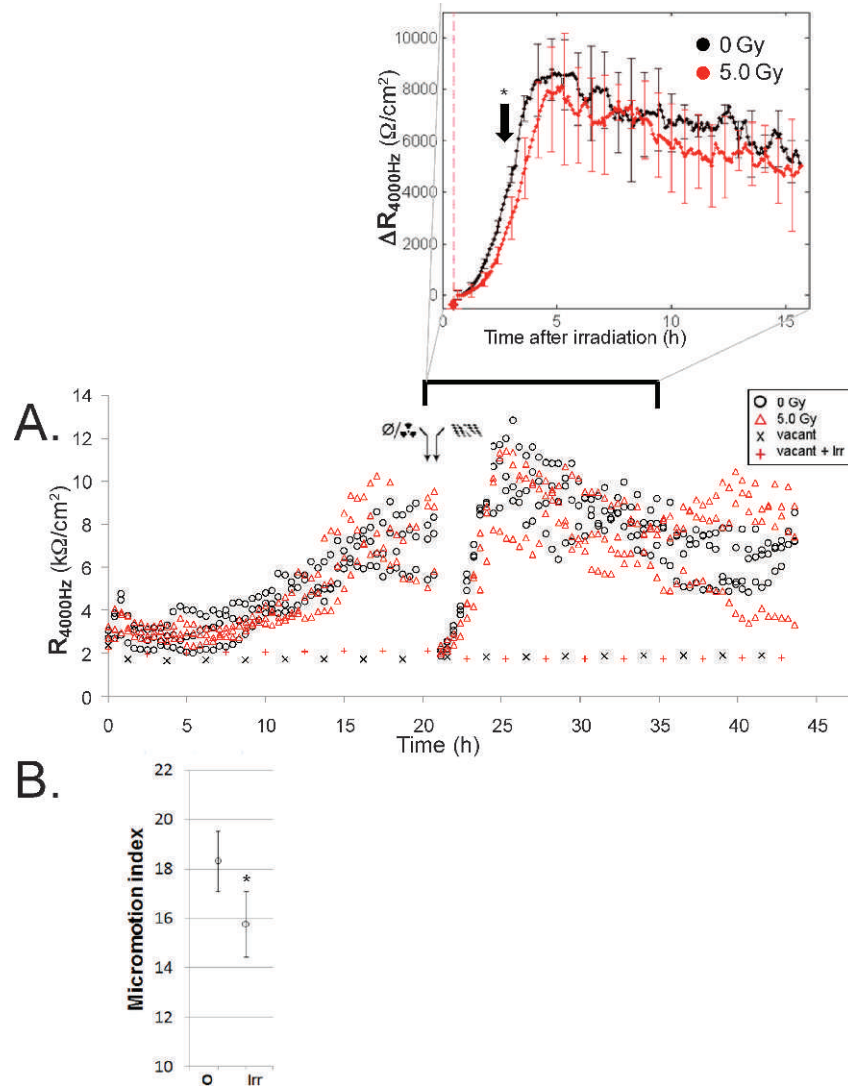 10000
8000
6000
4000
2000
0
ΔR4000Hz (Ω/cm²)
*
0 Gy
5.0 Gy
0 5 10 15
Time after irradiation (h)
A.
14
12
10
8
6
4
2
0
R4000Hz (kΩ/cm²)
Ø/
0 Gy
5.0 Gy
vacant
vacant + Irr
0 5 10 15 20 25 30 35 40 45
Time (h)
B.
22
20
18
16
14
12
10
Micromotion index
*
O Irr